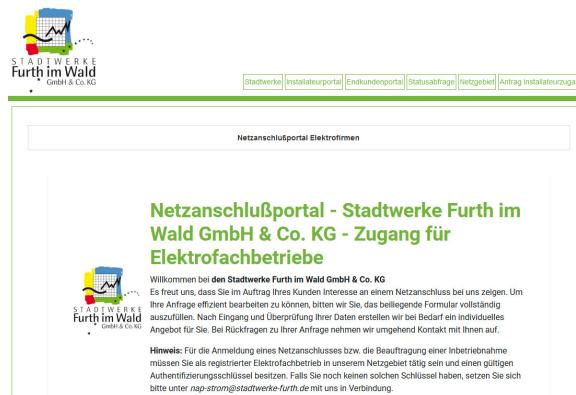 STADTWERKE
Furth im Wald
GmbH & Co. KG
Stadtwerke Installateurportal Endkundenportal Statusabfrage Netzgebiet Antrag Installateurzuga
Netzanschlußportal Elektrofirmen
Netzanschlußportal - Stadtwerke Furth im
Wald GmbH & Co. KG - Zugang für
Elektrofachbetriebe
STADTWERKE
Furth im Wald
GmbH & Co. KG
Willkommen bei den Stadtwerke Furth im Wald GmbH & Co. KG
Es freut uns, dass Sie im Auftrag Ihres Kunden Interesse an einem Netzanschluss bei uns zeigen. Um
Ihre Anfrage effizient bearbeiten zu können, bitten wir Sie, das beiliegende Formular vollständig
auszufüllen. Nach Eingang und Überprüfung Ihrer Daten erstellen wir bei Bedarf ein individuelles
Angebot für Sie. Bei Rückfragen zu Ihrer Anfrage nehmen wir umgehend Kontakt mit Ihnen auf.
Hinweis: Für die Anmeldung eines Netzanschlusses bzw. die Beauftragung einer Inbetriebnahme
müssen Sie als registrierter Elektrofachbetrieb in unserem Netzgebiet tätig sein und einen gültigen
Authentifizierungsschlüssel besitzen. Falls Sie noch keinen solchen Schlüssel haben, setzen Sie sich
bitte unter nap-strom@stadtwerke-furth.de mit uns in Verbindung.